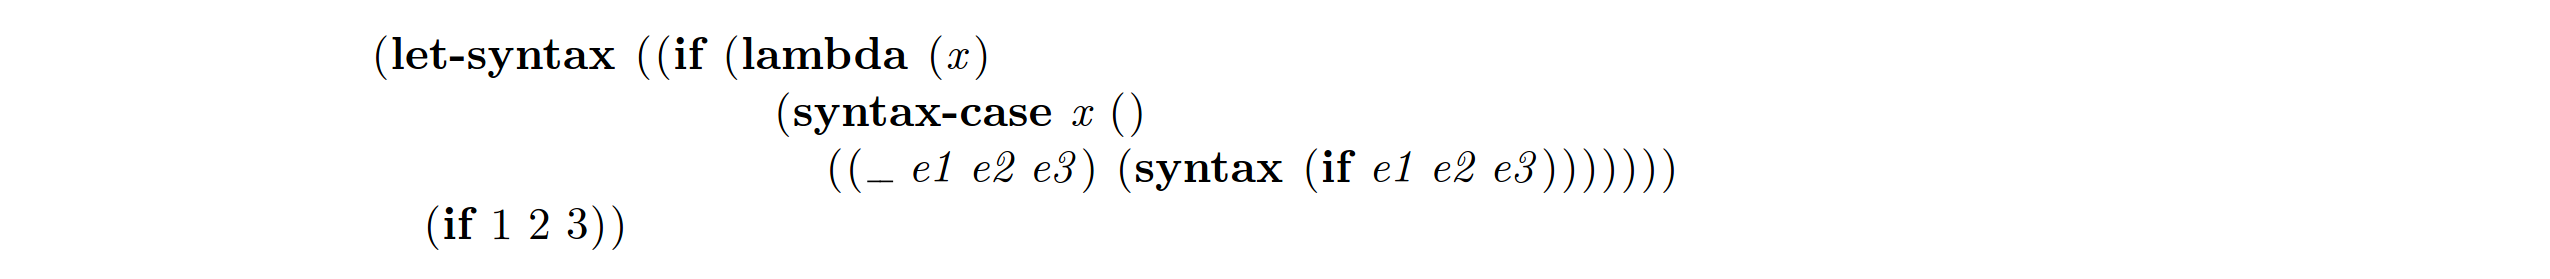 (let-syntax ((if (lambda (x)
(syntax-case x ()
((_ e1 e2 e3) (syntax (if e1 e2 e3)))))))
(if 1 2 3))